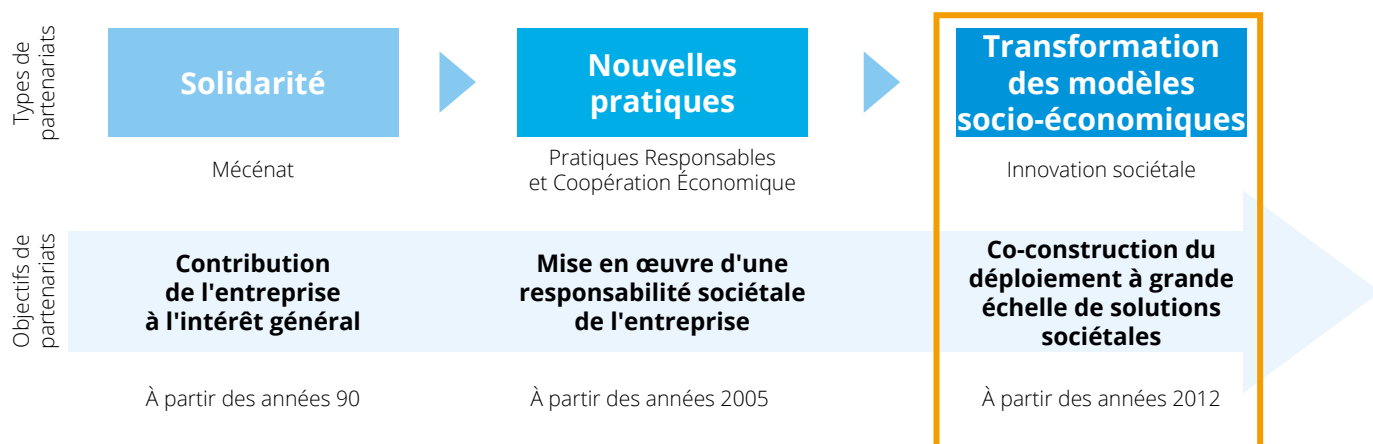 Types de
partenariats
Solidarité
Nouvelles
pratiques
Transformation
des modèles
socio-économiques
Mécénat
Pratiques Responsables
et Coopération Économique
Innovation sociétale
Objectifs de
partenariats
Contribution
de l'entreprise
à l'intérêt général
Mise en œuvre d'une
responsabilité sociétale
de l'entreprise
Co-construction du
déploiement à grande
échelle de solutions
sociétales
À partir des années 90
À partir des années 2005
À partir des années 2012